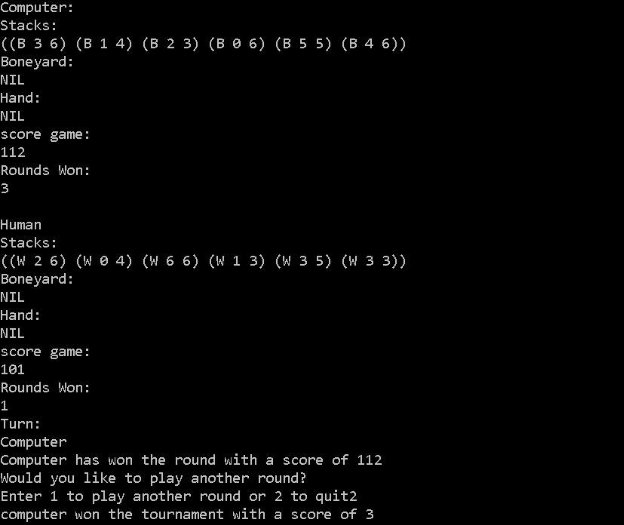 Computer:
Stacks:
((B 3 6) (B 1 4) (B 2 3) (B 0 6) (B 5 5) (B 4 6))
Boneyard:
NIL
Hand:
NIL
score game:
112
Rounds Won:
3
Human
Stacks:
((W 2 6) (W 0 4) (W 6 6) (W 1 3) (W 3 5) (W 3 3))
Boneyard:
NIL
Hand:
NIL
score game:
101
Rounds Won:
1
Turn:
Computer
Computer has won the round with a score of 112
Would you like to play another round?
Enter 1 to play another round or 2 to quit2
computer won the tournament with a score of 3